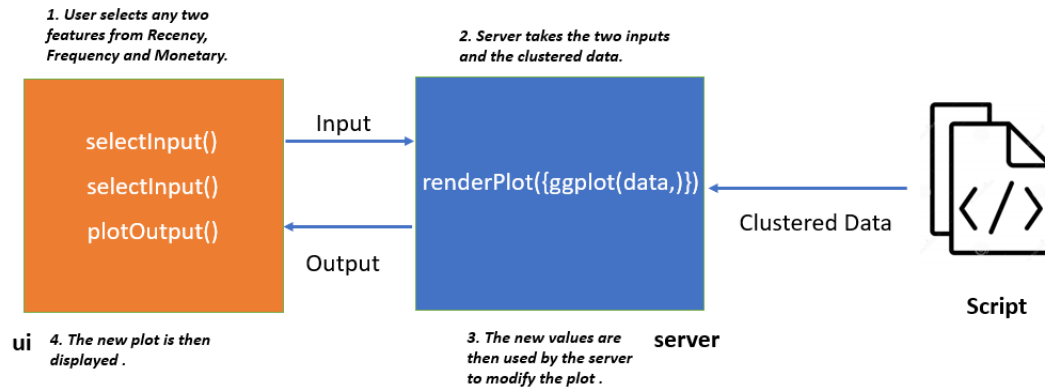 1. User selects any two
features from Recency,
Frequency and Monetary.
2. Server takes the two inputs
and the clustered data.
selectInput()
selectInput()
plotOutput()
Input
Output
renderPlot({ggplot(data,)})
Clustered Data
</>
Script
ui
4. The new plot is then
displayed .
3. The new values are
then used by the server
to modify the plot .
server